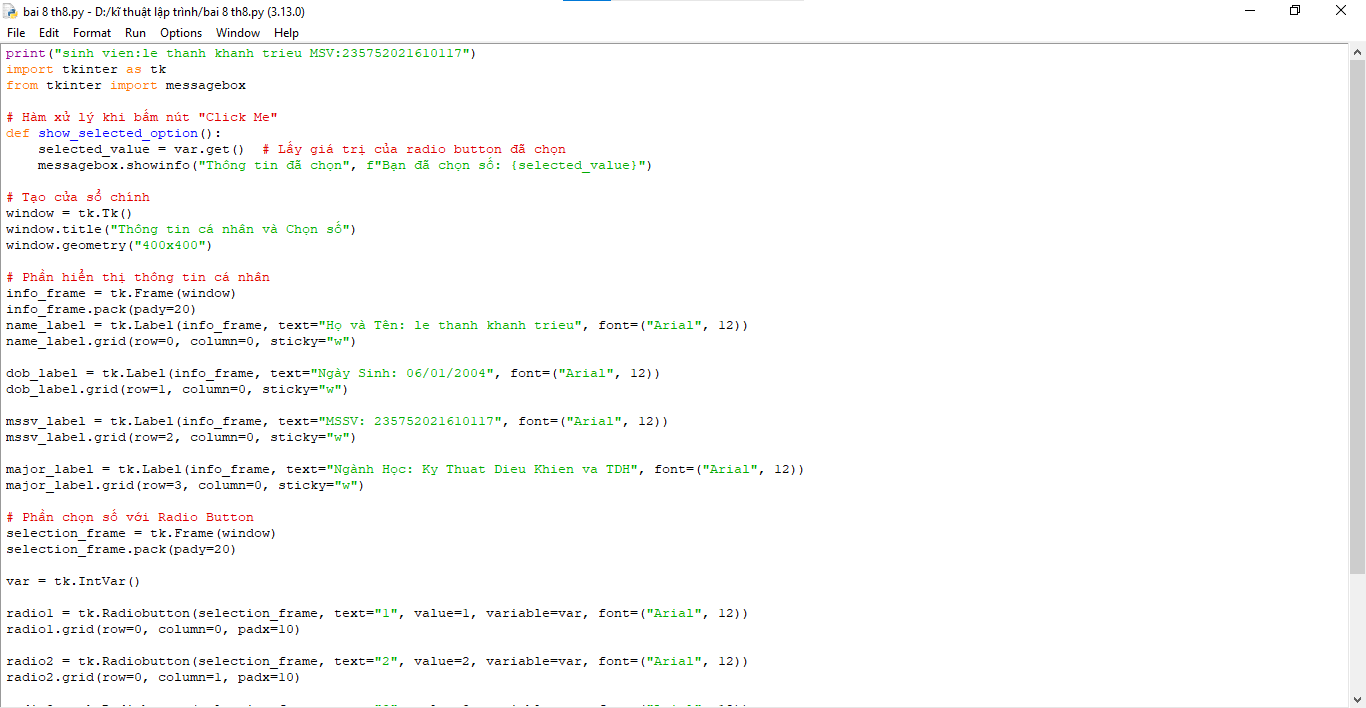 bai 8 th8.py - D:/kĩ thuật lập trình/bai 8 th8.py (3.13.0)
File Edit Format Run Options Window Help
print("sinh vien:le thanh khanh trieu MSV:235752021610117")
import tkinter as tk
from tkinter import messagebox
# Hàm xử lý khi bấm nút "Click Me"
def show_selected_option():
    selected_value = var.get()  # Lấy giá trị của radio button đã chọn
    messagebox.showinfo("Thông tin đã chọn", f"Bạn đã chọn số: {selected_value}")
# Tạo cửa sổ chính
window = tk.Tk()
window.title("Thông tin cá nhân và Chọn số")
window.geometry("400x400")
# Phần hiển thị thông tin cá nhân
info_frame = tk.Frame(window)
info_frame.pack(pady=20)
name_label = tk.Label(info_frame, text="Họ và Tên: le thanh khanh trieu", font=("Arial", 12))
name_label.grid(row=0, column=0, sticky="w")
dob_label = tk.Label(info_frame, text="Ngày Sinh: 06/01/2004", font=("Arial", 12))
dob_label.grid(row=1, column=0, sticky="w")
mssv_label = tk.Label(info_frame, text="MSSV: 235752021610117", font=("Arial", 12))
mssv_label.grid(row=2, column=0, sticky="w")
major_label = tk.Label(info_frame, text="Ngành Học: Ky Thuat Dieu Khien va TDH", font=("Arial", 12))
major_label.grid(row=3, column=0, sticky="w")
# Phần chọn số với Radio Button
selection_frame = tk.Frame(window)
selection_frame.pack(pady=20)
var = tk.IntVar()
radio1 = tk.Radiobutton(selection_frame, text="1", value=1, variable=var, font=("Arial", 12))
radio1.grid(row=0, column=0, padx=10)
radio2 = tk.Radiobutton(selection_frame, text="2", value=2, variable=var, font=("Arial", 12))
radio2.grid(row=0, column=1, padx=10)